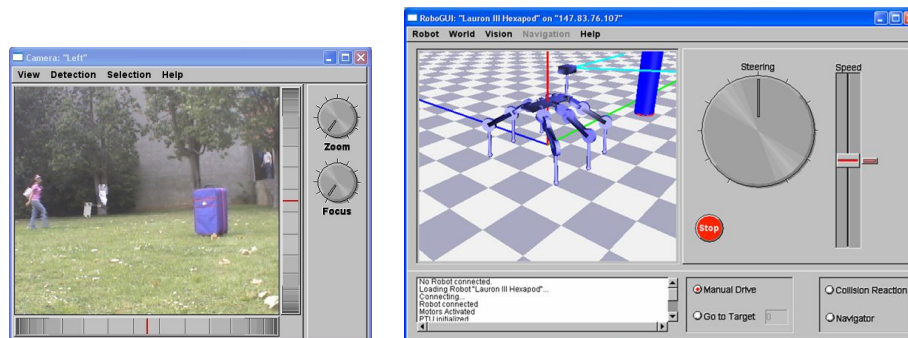 Camera: "Left"
View Detection Selection Help
Zoom
Focus
RoboGUI: "Lauron III Hexapod" on "147.83.76.107"
Robot World Vision Navigation Help
Steering
Speed
Stop
No Robot connected.
Loading Robot "Lauron III Hexapod"...
Connecting...
Robot connected
Motors Activated
PTU initialized
Manual Drive
Go to Target 0
Collision Reaction
Navigator